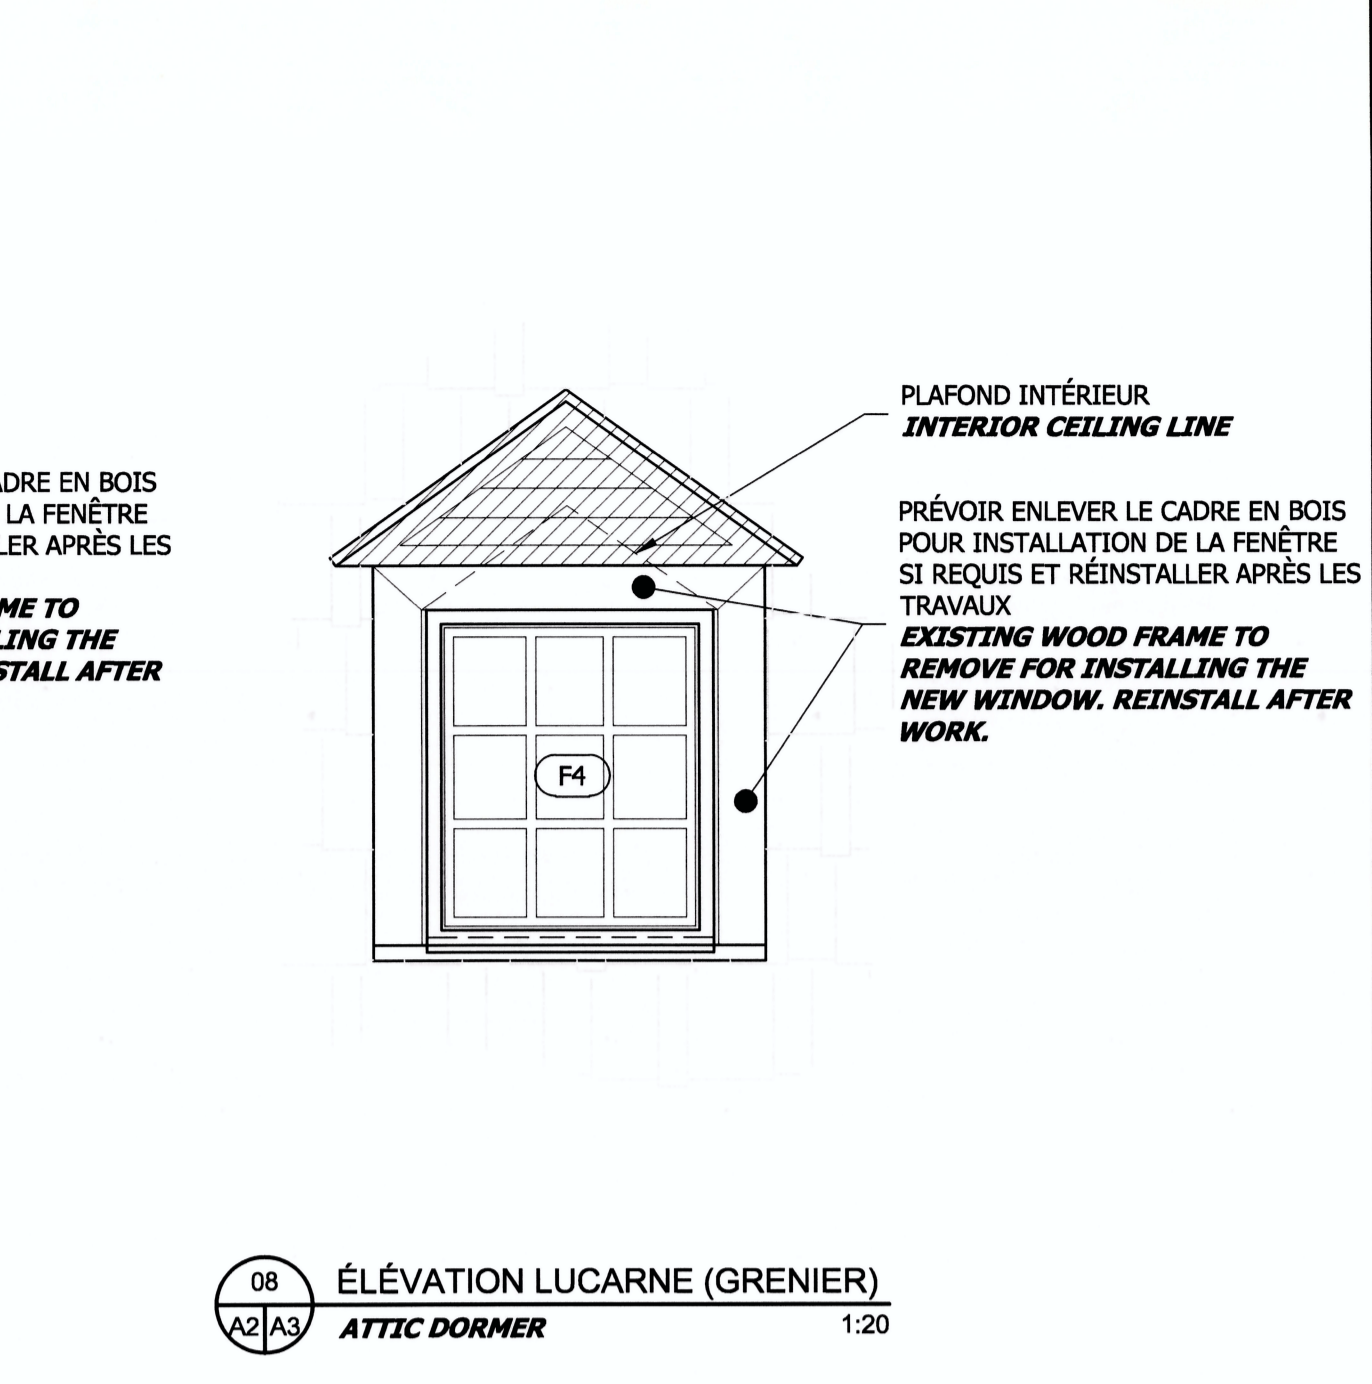 ADRE EN BOIS
LA FENÊTRE
LER APRÈS LES
ME TO
LING THE
STALL AFTER
PLAFOND INTÉRIEUR
INTERIOR CEILING LINE
PRÉVOIR ENLEVER LE CADRE EN BOIS
POUR INSTALLATION DE LA FENÊTRE
SI REQUIS ET RÉINSTALLER APRÈS LES
TRAVAUX
EXISTING WOOD FRAME TO
REMOVE FOR INSTALLING THE
NEW WINDOW. REINSTALL AFTER
WORK.
F4
08
A2 A3
ÉLÉVATION LUCARNE (GRENIER)
ATTIC DORMER
1:20